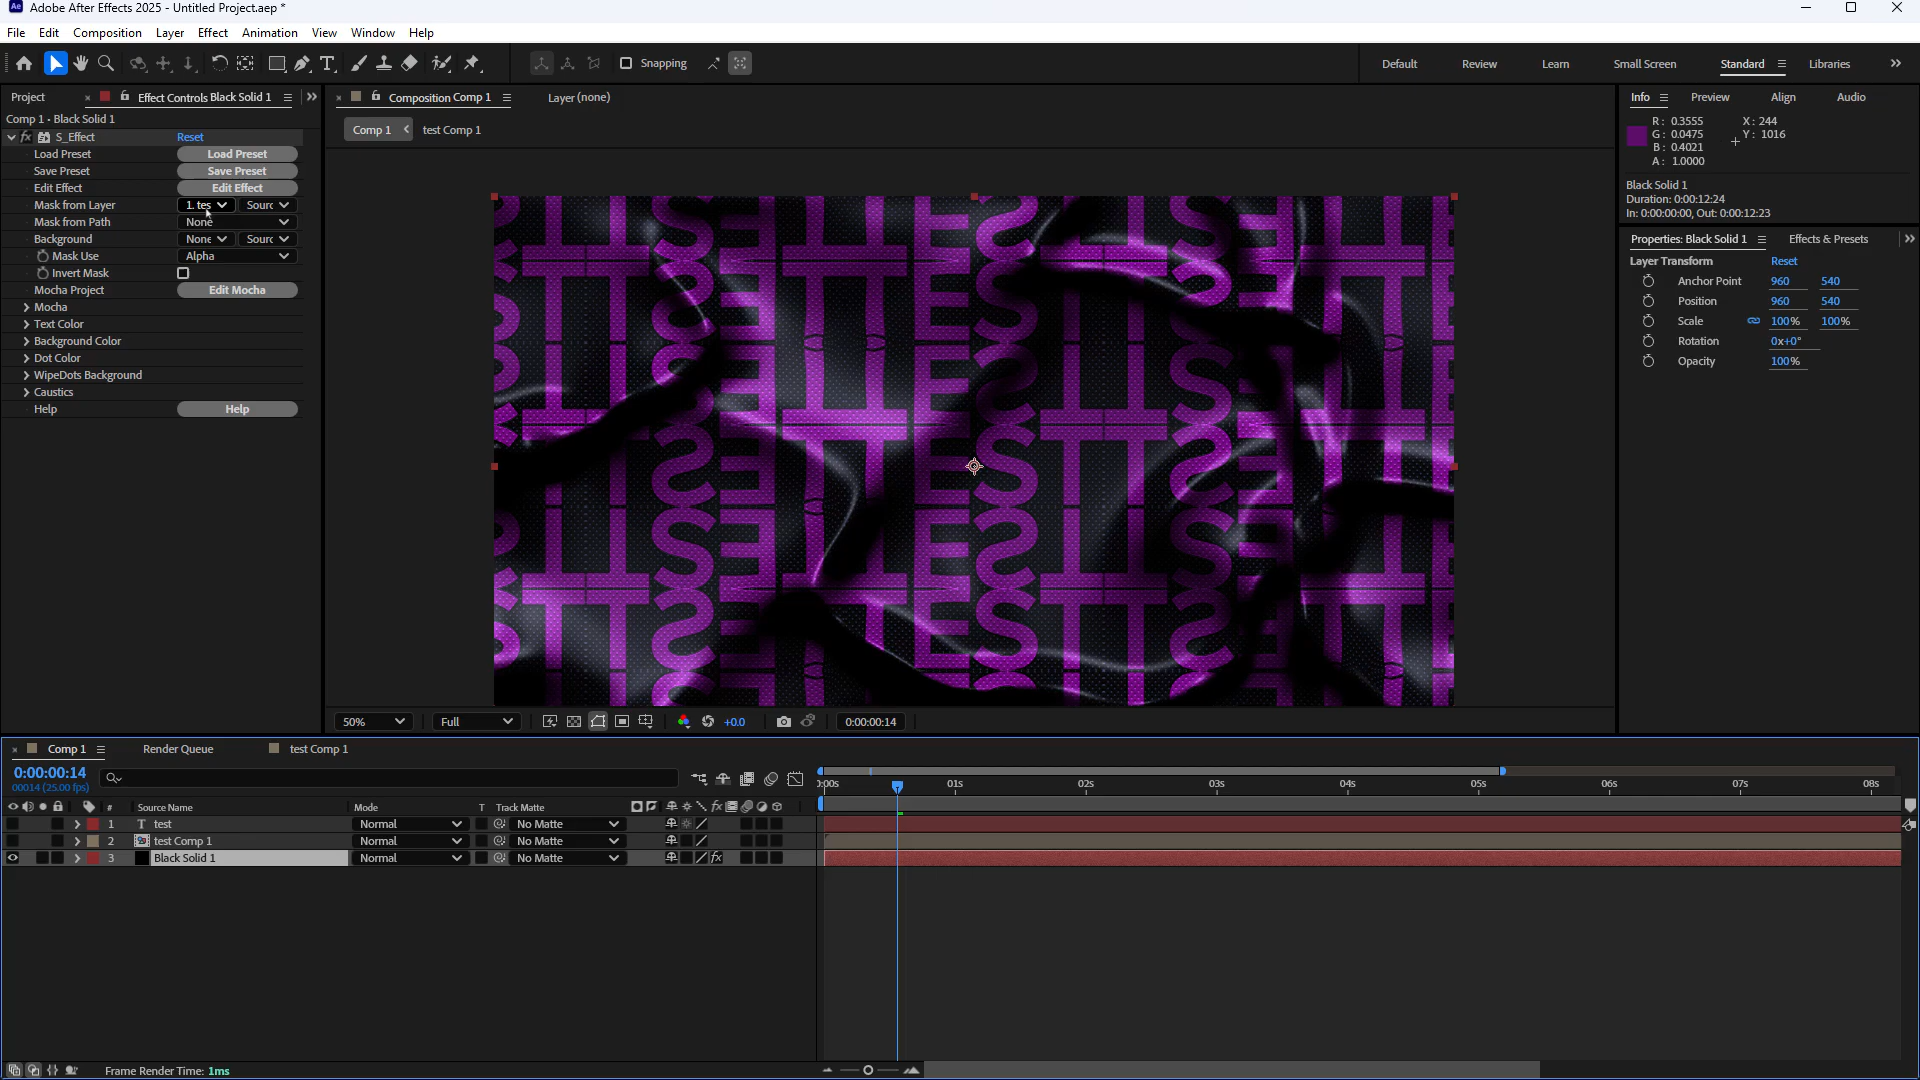 Adobe After Effects 2025 - Untitled Project.aep *
File Edit Composition Layer Effect Animation View Window Help
Snapping
Default Review Learn Small Screen Standard Libraries
Project Effect Controls Black Solid 1
Composition Comp 1 Layer (none)
Info Preview Align Audio
Comp 1 • Black Solid 1
Comp 1 test Comp 1
S_Effect Reset
Load Preset Load Preset
Save Preset Save Preset
Edit Effect Edit Effect
Mask from Layer 1. tes Sourc
Mask from Path None
Background None Sourc
Mask Use Alpha
Invert Mask
Mocha Project Edit Mocha
Mocha
Text Color
Background Color
Dot Color
WipeDots Background
Caustics
Help Help
R: 0.3555 X: 244
G: 0.0475 Y: 1016
B: 0.4021
A: 1.0000
Black Solid 1
Duration: 0:00:12:24
In: 0:00:00:00, Out: 0:00:12:23
Properties: Black Solid 1 Effects & Presets
Layer Transform Reset
Anchor Point 960 540
Position 960 540
Scale 100% 100%
Rotation 0x+0°
Opacity 100%
50% Full +0.0 0:00:00:14
Comp 1 Render Queue test Comp 1
0:00:00:14
00014 (25.00 fps)
:00s 01s 02s 03s 04s 05s 06s 07s 08s
# Source Name Mode T Track Matte
1 T test Normal No Matte
2 test Comp 1 Normal No Matte
3 Black Solid 1 Normal No Matte
Frame Render Time: 1ms